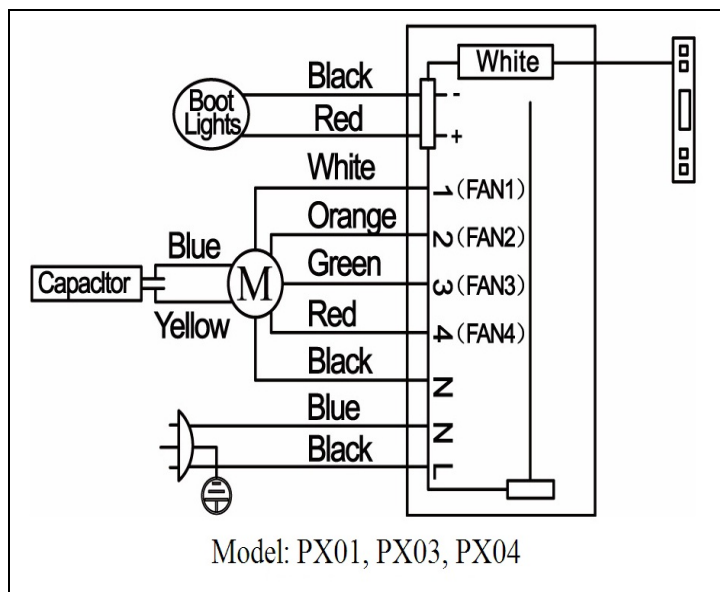 White
Black
-
Boot
Lights
Red
+
White
1 (FAN1)
Orange
2 (FAN2)
Blue
Green
Capacltor
M
3 (FAN3)
Yellow
Red
4 (FAN4)
Black
N
Blue
N
Black
L
Model: PX01, PX03, PX04